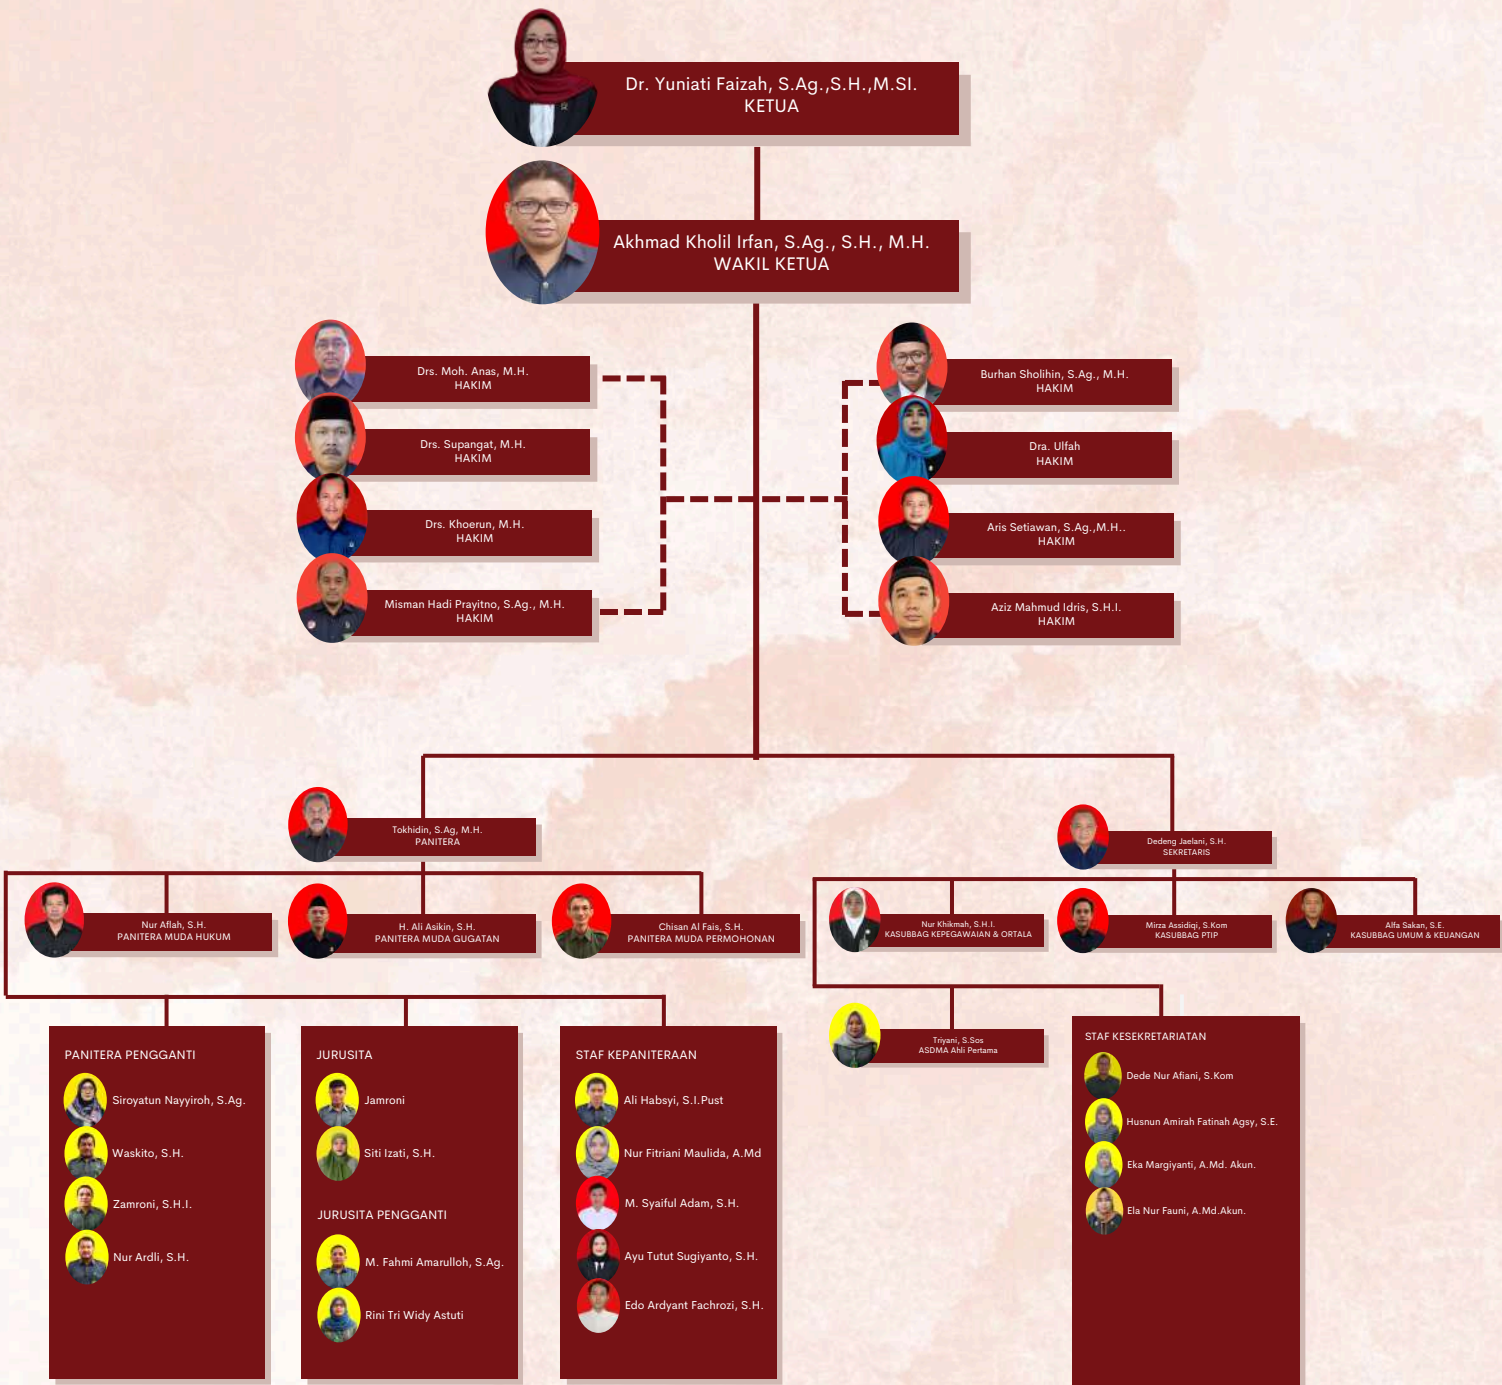 Dr. Yuniati Faizah, S.Ag.,S.H.,M.SI.
KETUA
Akhmad Kholil Irfan, S.Ag., S.H., M.H.
WAKIL KETUA
Drs. Moh. Anas, M.H.
HAKIM
Drs. Supangat, M.H.
HAKIM
Drs. Khoerun, M.H.
HAKIM
Misman Hadi Prayitno, S.Ag., M.H.
HAKIM
Burhan Sholihin, S.Ag., M.H.
HAKIM
Dra. Ulfah
HAKIM
Aris Setiawan, S.Ag.,M.H..
HAKIM
Aziz Mahmud Idris, S.H.I.
HAKIM
Tokhidin, S.Ag, M.H.
PANITERA
Dedeng Jaelani, S.H.
SEKRETARIS
Nur Aflah, S.H.
PANITERA MUDA HUKUM
H. Ali Asikin, S.H.
PANITERA MUDA GUGATAN
Chisan Al Fais, S.H.
PANITERA MUDA PERMOHONAN
Nur Khikmah, S.H.I.
KASUBBAG KEPEGAWAIAN & ORTALA
Mirza Assidiqi, S.Kom
KASUBBAG PTIP
Alfa Sakan, S.E.
KASUBBAG UMUM & KEUANGAN
PANITERA PENGGANTI
Siroyatun Nayyiroh, S.Ag.
Waskito, S.H.
Zamroni, S.H.I.
Nur Ardli, S.H.
JURUSITA
Jamroni
Siti Izati, S.H.
JURUSITA PENGGANTI
M. Fahmi Amarulloh, S.Ag.
Rini Tri Widy Astuti
STAF KEPANITERAAN
Ali Habsyi, S.I.Pust
Nur Fitriani Maulida, A.Md
M. Syaiful Adam, S.H.
Ayu Tutut Sugiyanto, S.H.
Edo Ardyant Fachrozi, S.H.
Triyani, S.Sos
ASDMA Ahli Pertama
STAF KESEKRETARIATAN
Dede Nur Afiani, S.Kom
Husnun Amirah Fatinah Agsy, S.E.
Eka Margiyanti, A.Md. Akun.
Ela Nur Fauni, A.Md.Akun.